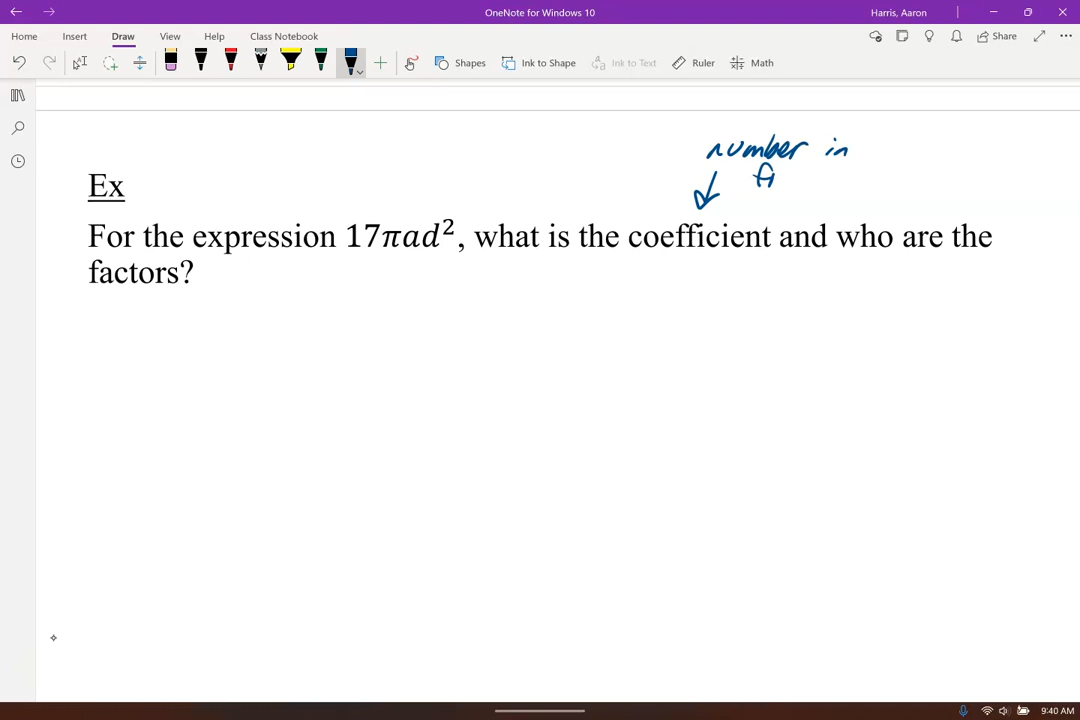 OneNote for Windows 10
Harris, Aaron
Home Insert Draw View Help Class Notebook
Share
Shapes Ink to Shape Ink to Text Ruler Math
number in
Ex
For the expression 17πad², what is the coefficient and who are the
factors?
9:40 AM